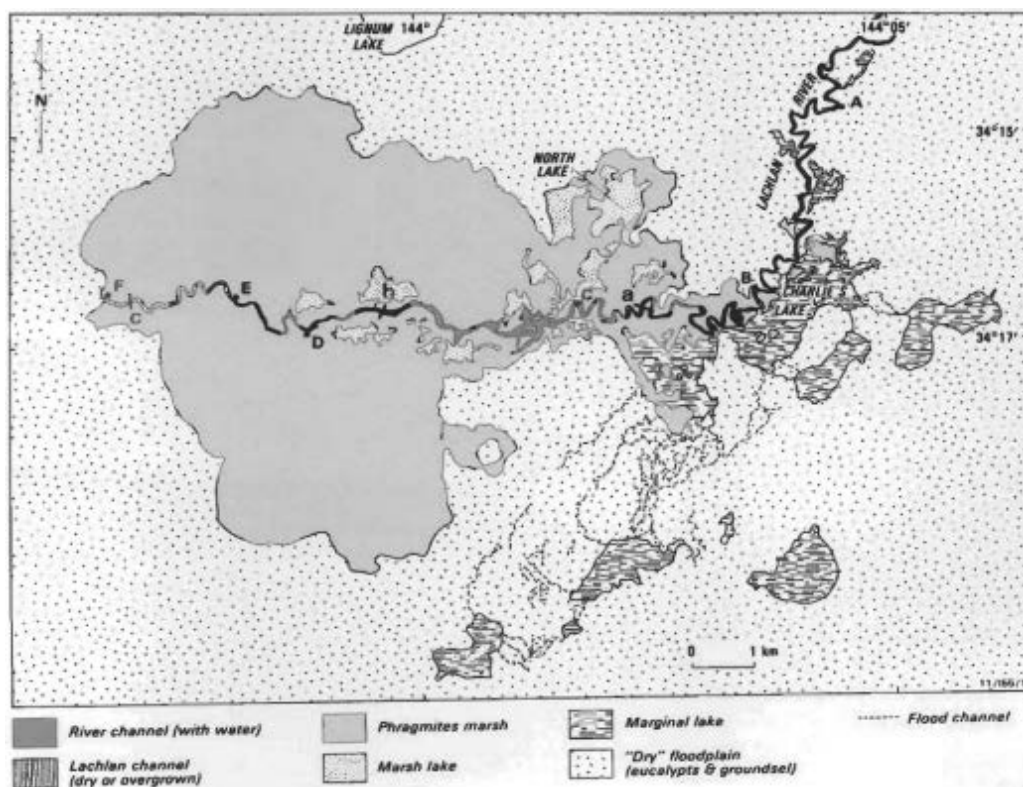 LIGNUM 144°
LAKE
144°05'
N
A
RIVER
34°15'
NORTH
LAKE
LACHLAN
F
E
b
C
a
B
CHARLIE
LAKE
D
34°17'
0 1 km
River channel (with water)
Phragmites marsh
Marginal lake
Flood channel
Lachlan channel
(dry or overgrown)
Marsh lake
"Dry" floodplain
(eucalypts & groundsel)